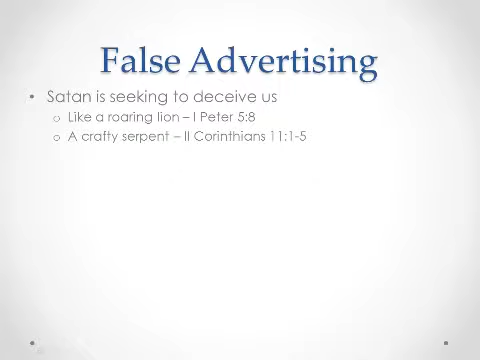 False Advertising
• Satan is seeking to deceive us
o Like a roaring lion – I Peter 5:8
o A crafty serpent – II Corinthians 11:1-5